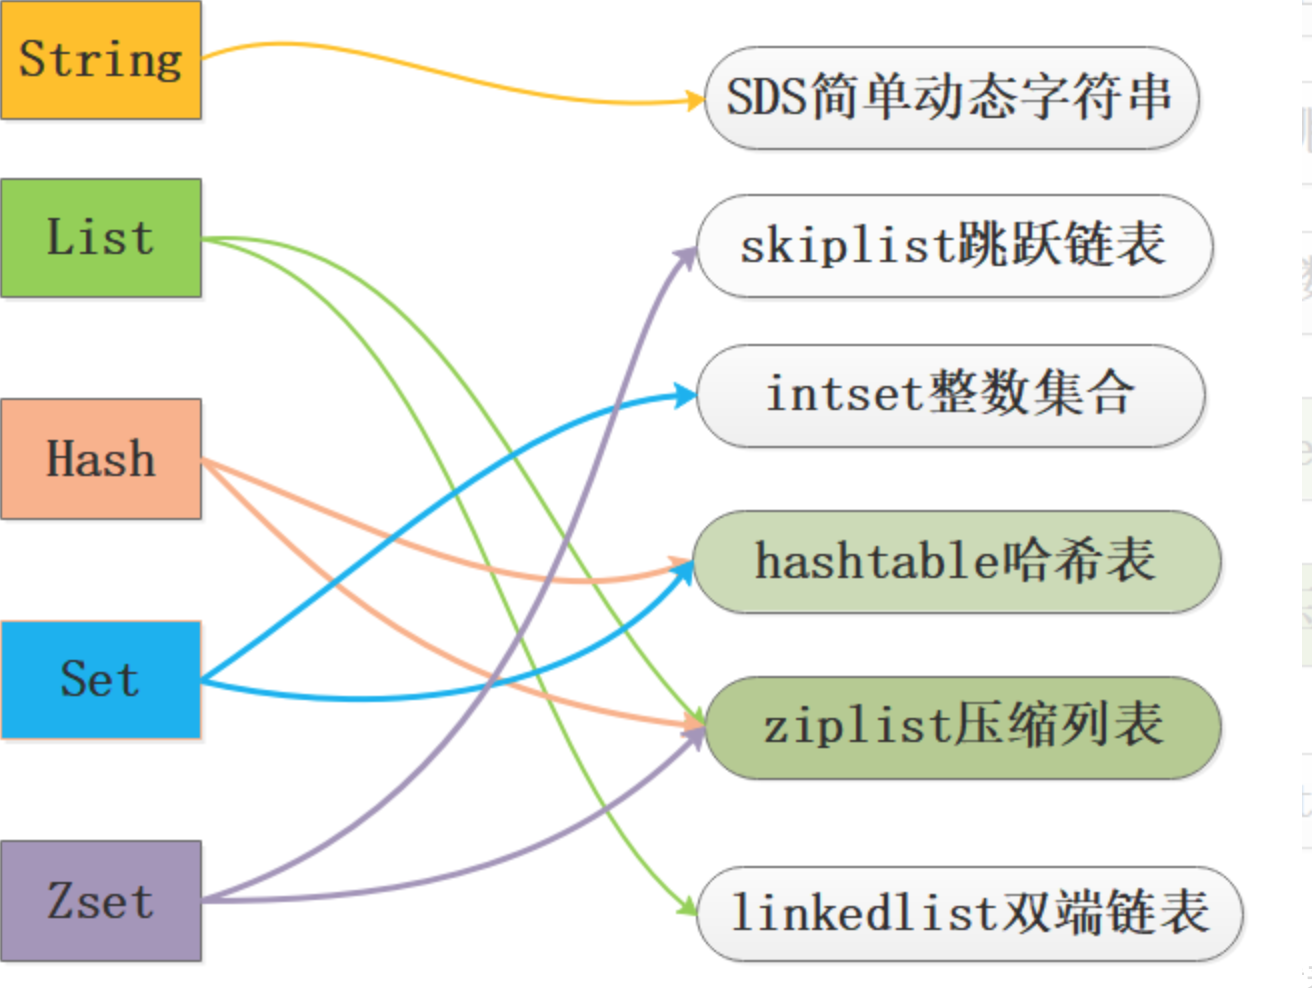 String
SDS简单动态字符串
List
skiplist跳跃链表
intset整数集合
Hash
hashtable哈希表
Set
ziplist压缩列表
Zset
linkedlist双端链表